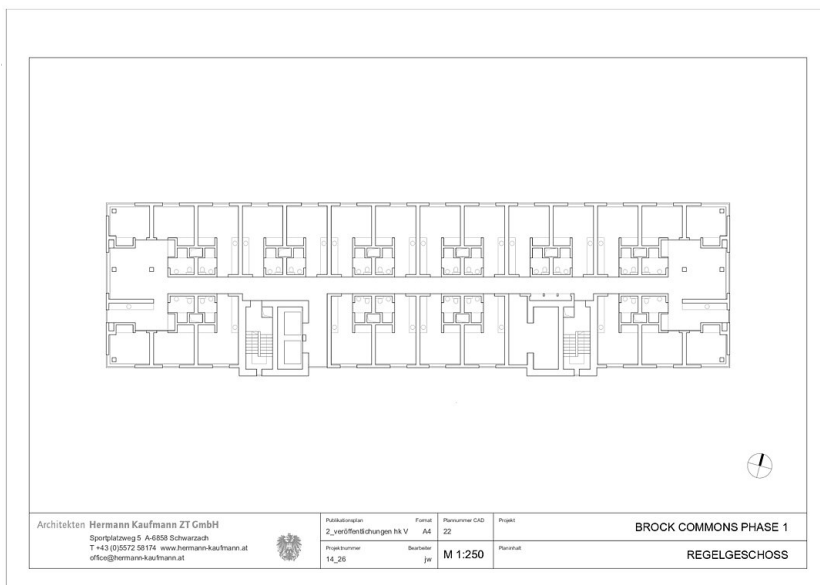 Architekten Hermann Kaufmann ZT GmbH
Sportplatzweg 5 A-6858 Schwarzach
T +43 (0)5572 58174 www.hermann-kaufmann.at
office@hermann-kaufmann.at
Publikationsplan Format
2_veröffentlichungen hk V A4
Projektnummer Bearbeiter
14_26 jw
Plannummer CAD
22
M 1:250
Projekt
BROCK COMMONS PHASE 1
Planinhalt
REGELGESCHOSS